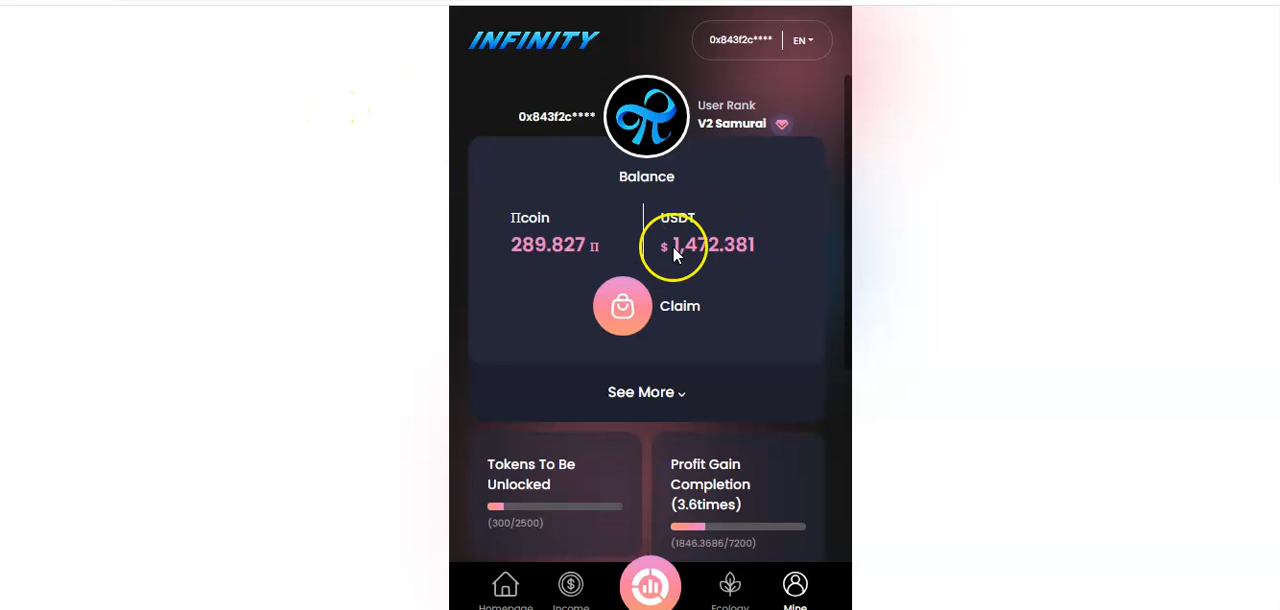 INFINITY
0x843f2c**** EN
0x843f2c****
User Rank
V2 Samurai
Balance
Πcoin
USDT
289.827 Π
$ 1,472.381
Claim
See More
Tokens To Be
Unlocked
(300/2500)
Profit Gain
Completion
(3.6times)
(1846.3686/7200)
Homepage
Income
Ecology
Mine